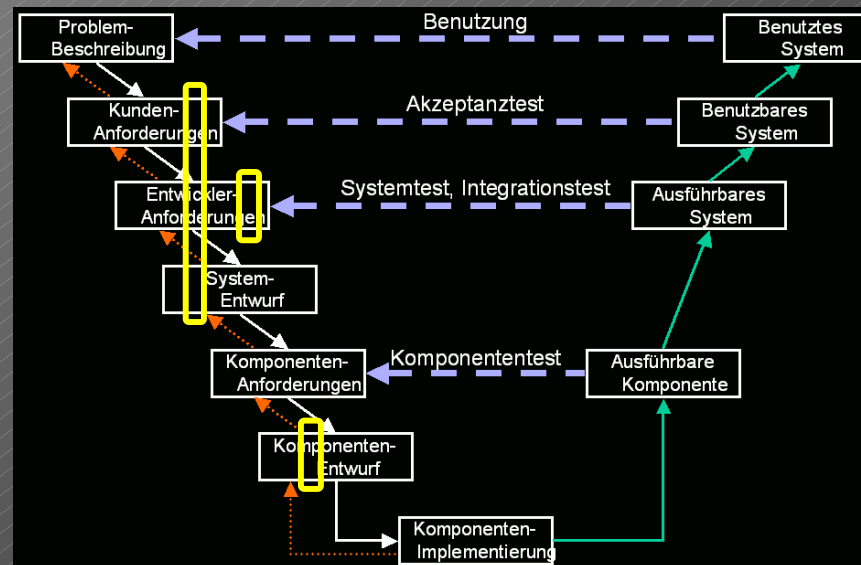 Problem-
Beschreibung
Benutzung
Benutztes
System
Kunden-
Anforderungen
Akzeptanztest
Benutzbares
System
Entwickler-
Anforderungen
Systemtest, Integrationstest
Ausführbares
System
System-
Entwurf
Komponenten-
Anforderungen
Komponententest
Ausführbare
Komponente
Komponenten-
Entwurf
Komponenten-
Implementierung